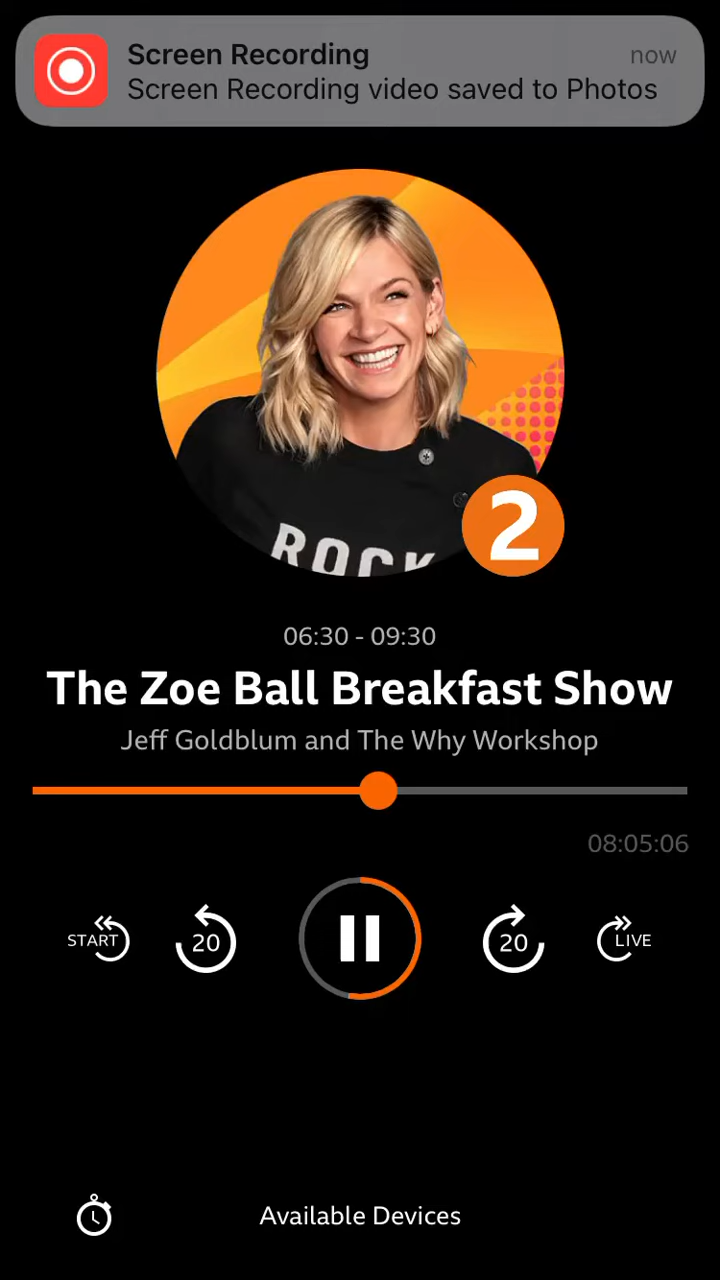 Screen Recording
now
Screen Recording video saved to Photos
ROCK
2
06:30 - 09:30
The Zoe Ball Breakfast Show
Jeff Goldblum and The Why Workshop
08:05:06
START
20
20
LIVE
Available Devices